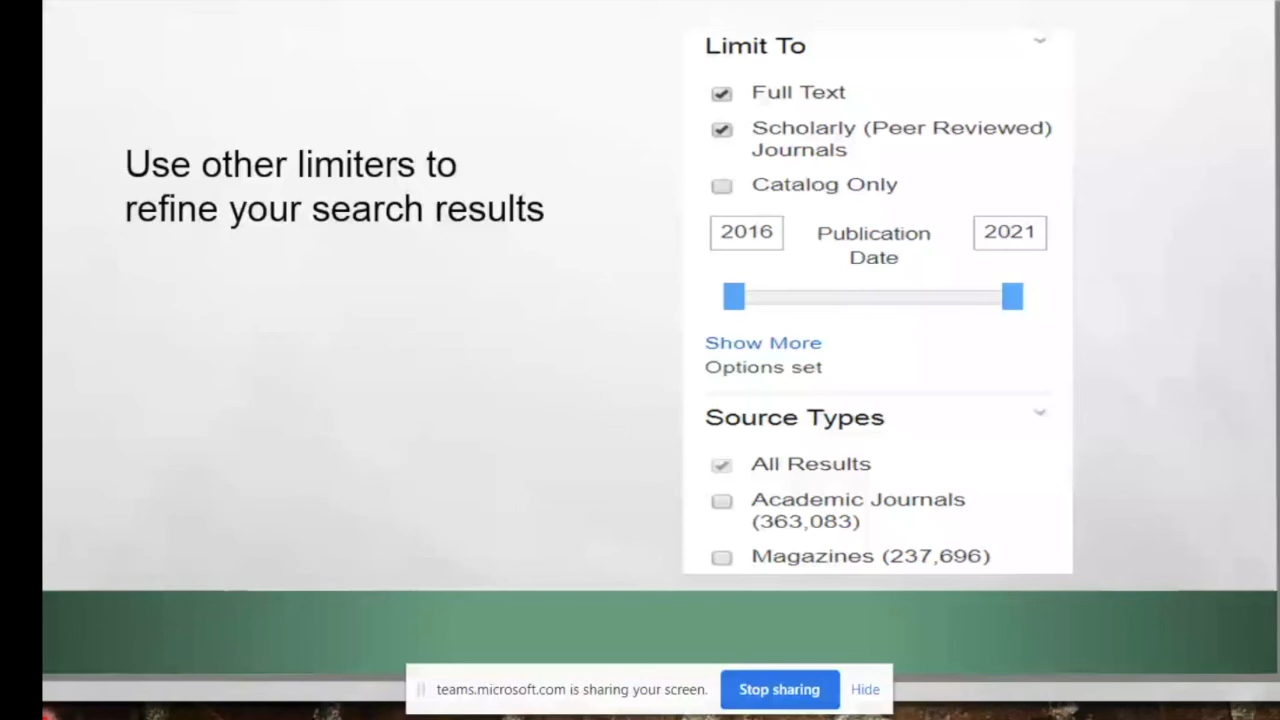 Use other limiters to
refine your search results
Limit To
Full Text
Scholarly (Peer Reviewed)
Journals
Catalog Only
2016 Publication 2021
Date
Show More
Options set
Source Types
All Results
Academic Journals
(363,083)
Magazines (237,696)
teams.microsoft.com is sharing your screen. Stop sharing Hide